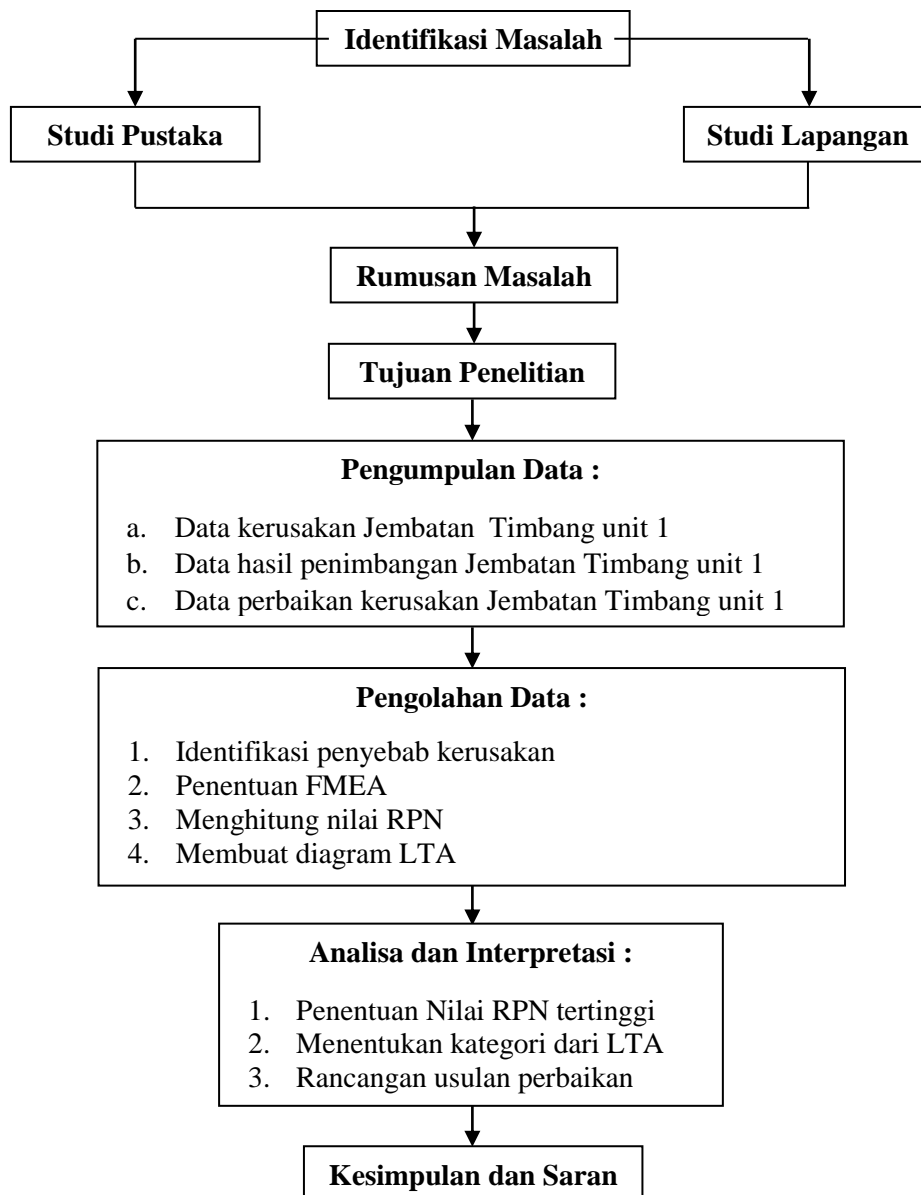 Identifikasi Masalah
Studi Pustaka
Studi Lapangan
Rumusan Masalah
Tujuan Penelitian
Pengumpulan Data :
a. Data kerusakan Jembatan Timbang unit 1
b. Data hasil penimbangan Jembatan Timbang unit 1
c. Data perbaikan kerusakan Jembatan Timbang unit 1
Pengolahan Data :
1. Identifikasi penyebab kerusakan
2. Penentuan FMEA
3. Menghitung nilai RPN
4. Membuat diagram LTA
Analisa dan Interpretasi :
1. Penentuan Nilai RPN tertinggi
2. Menentukan kategori dari LTA
3. Rancangan usulan perbaikan
Kesimpulan dan Saran